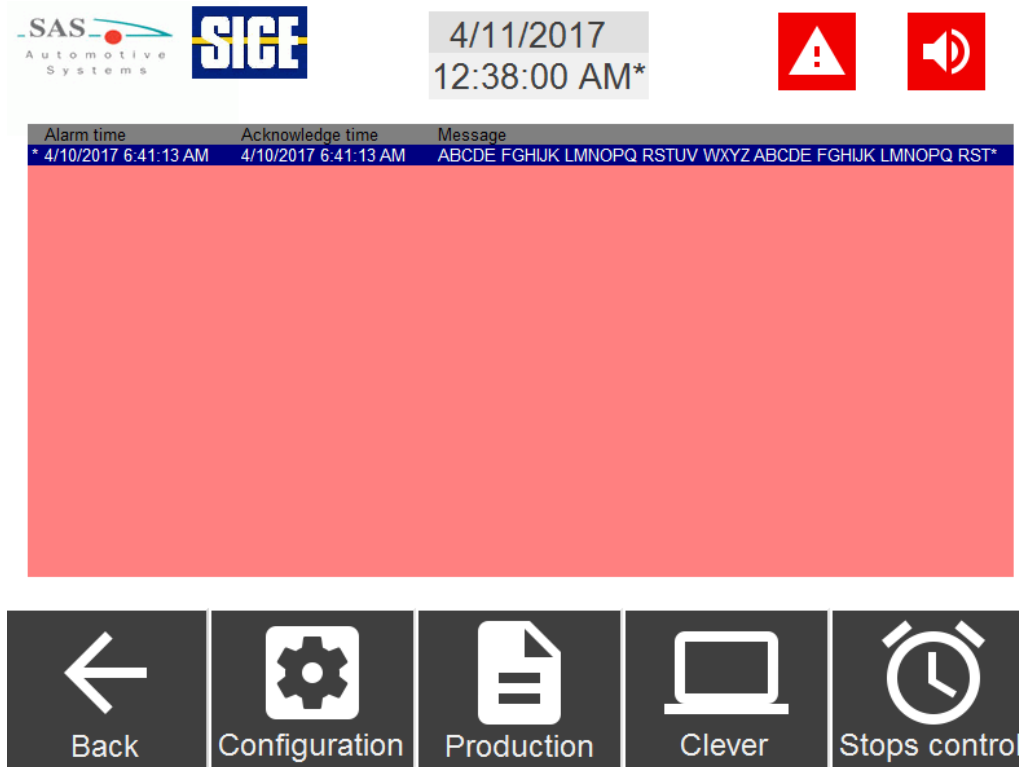 SAS
Automotive
Systems
SICE
4/11/2017
12:38:00 AM*
Alarm time Acknowledge time Message
* 4/10/2017 6:41:13 AM 4/10/2017 6:41:13 AM ABCDE FGHIJK LMNOPQ RSTUV WXYZ ABCDE FGHIJK LMNOPQ RST*
Back Configuration Production Clever Stops control